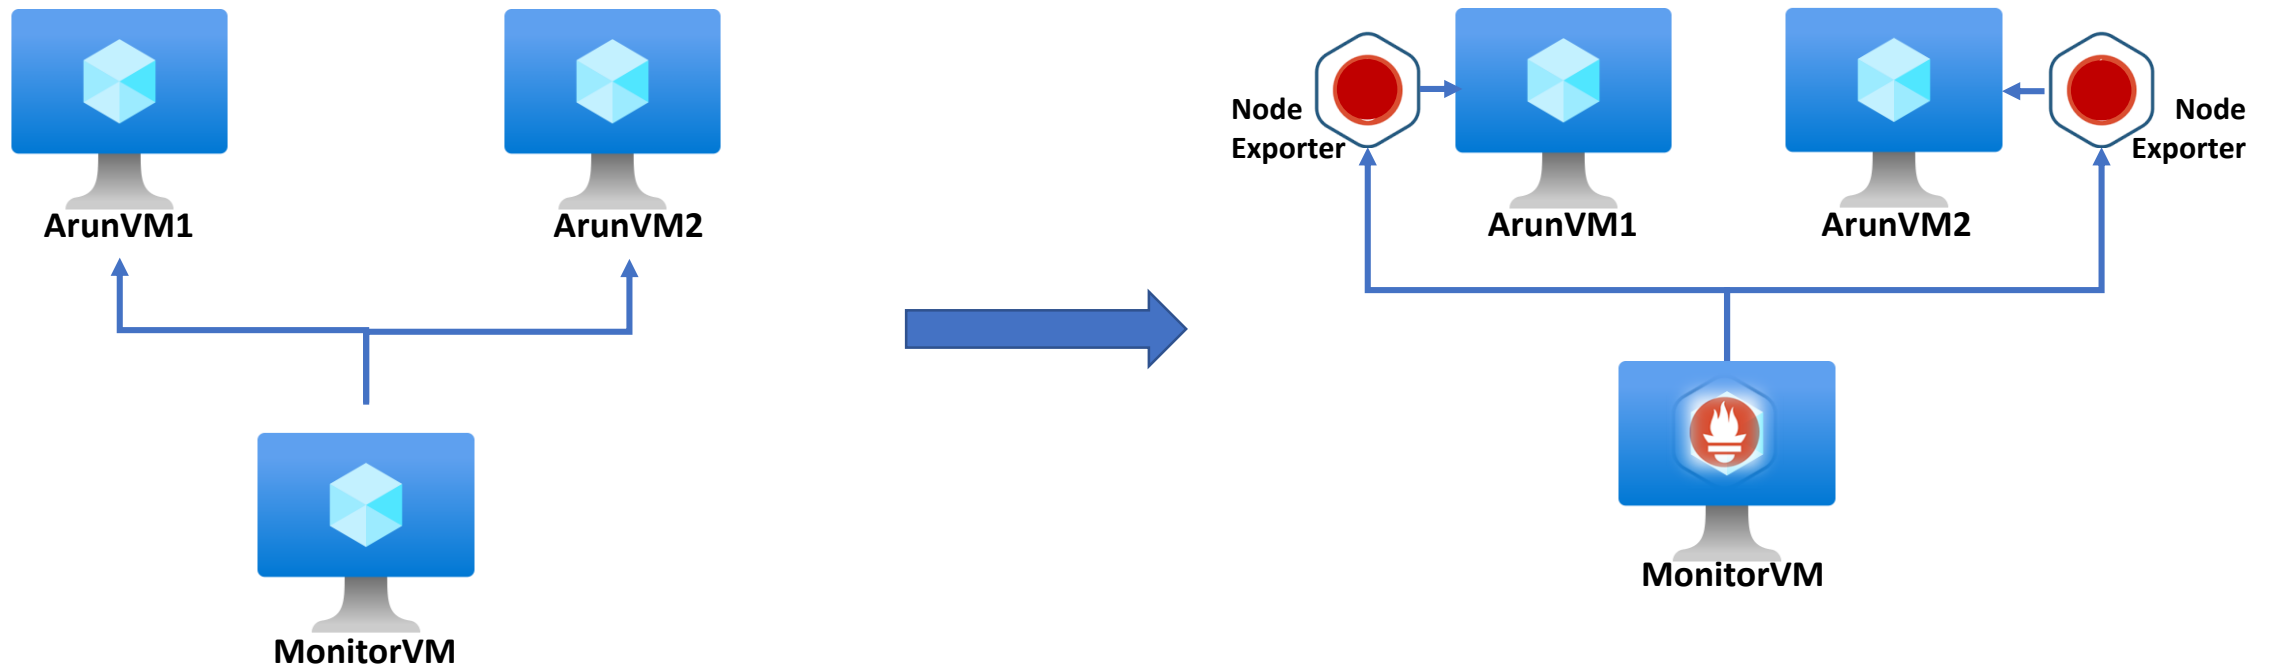 ArunVM1
ArunVM2
MonitorVM
Node
Exporter
ArunVM1
ArunVM2
Node
Exporter
MonitorVM